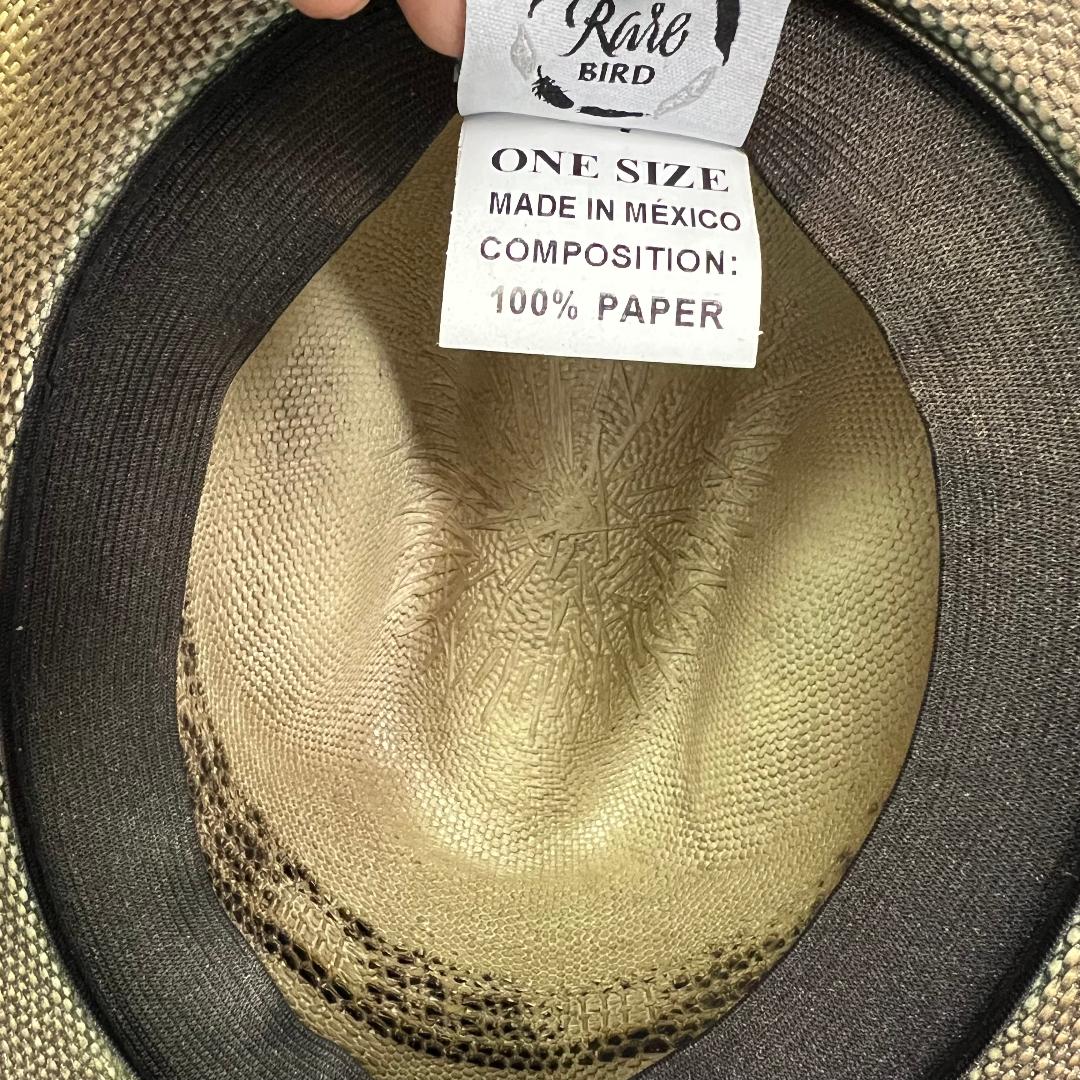 Rare
BIRD
ONE SIZE
MADE IN MÉXICO
COMPOSITION:
100% PAPER